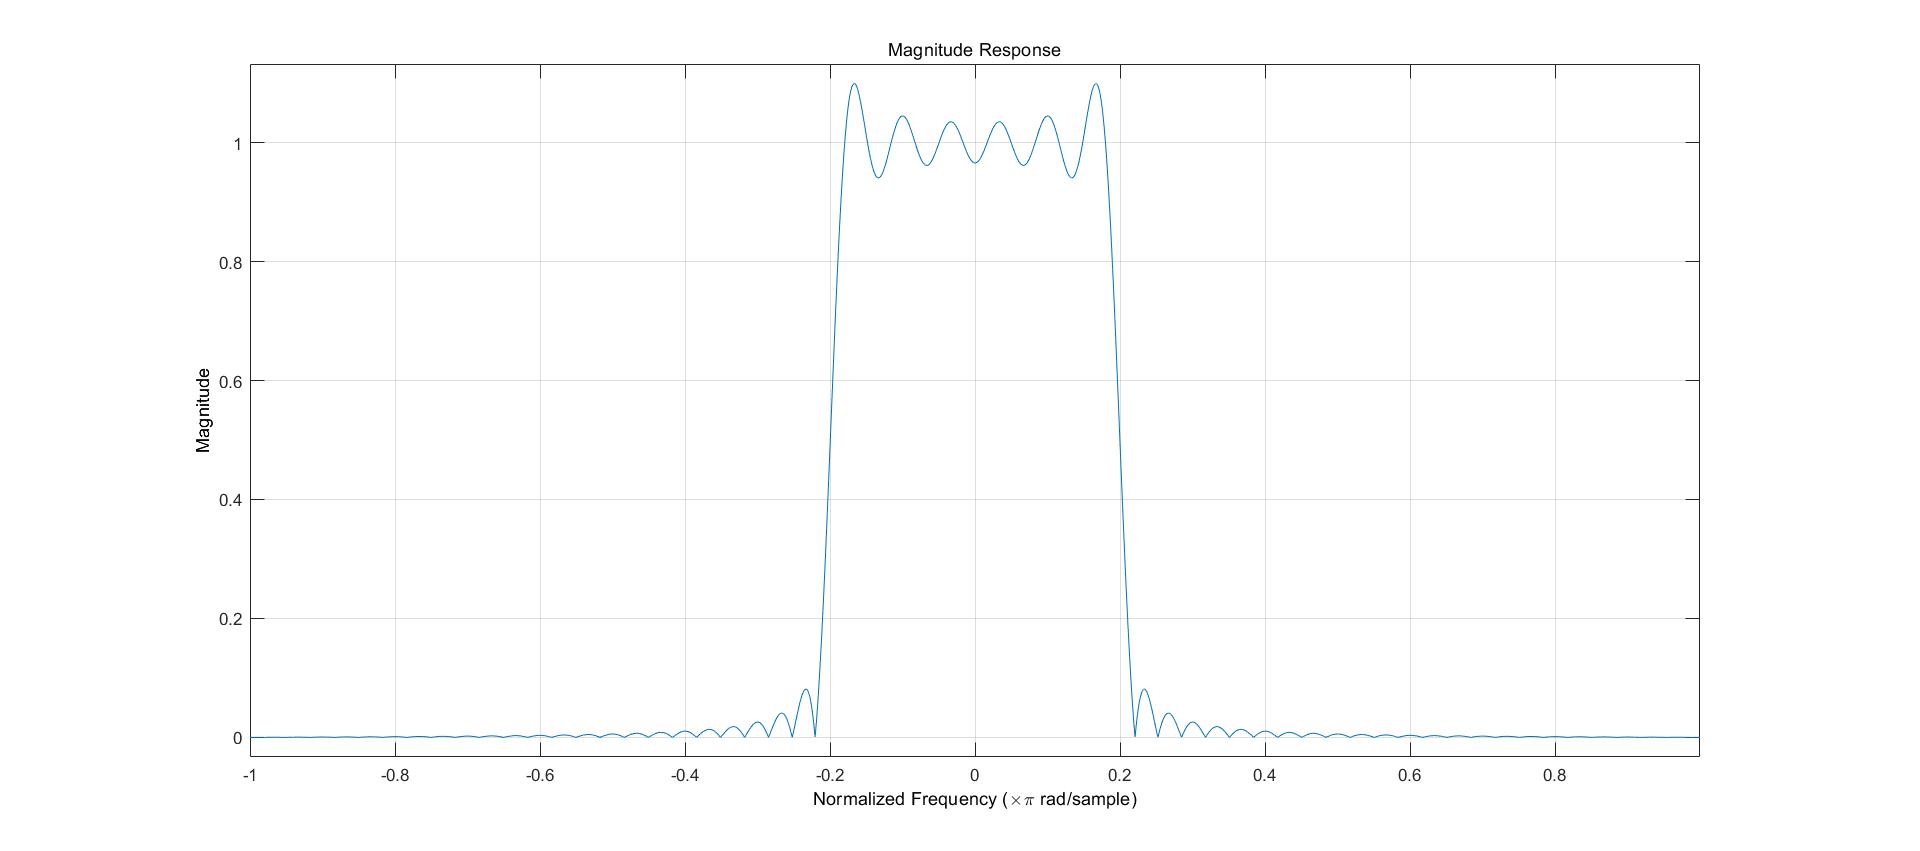 Magnitude Response
1
0.8
0.6
0.4
0.2
0
Magnitude
-1 -0.8 -0.6 -0.4 -0.2 0 0.2 0.4 0.6 0.8
Normalized Frequency (×π rad/sample)